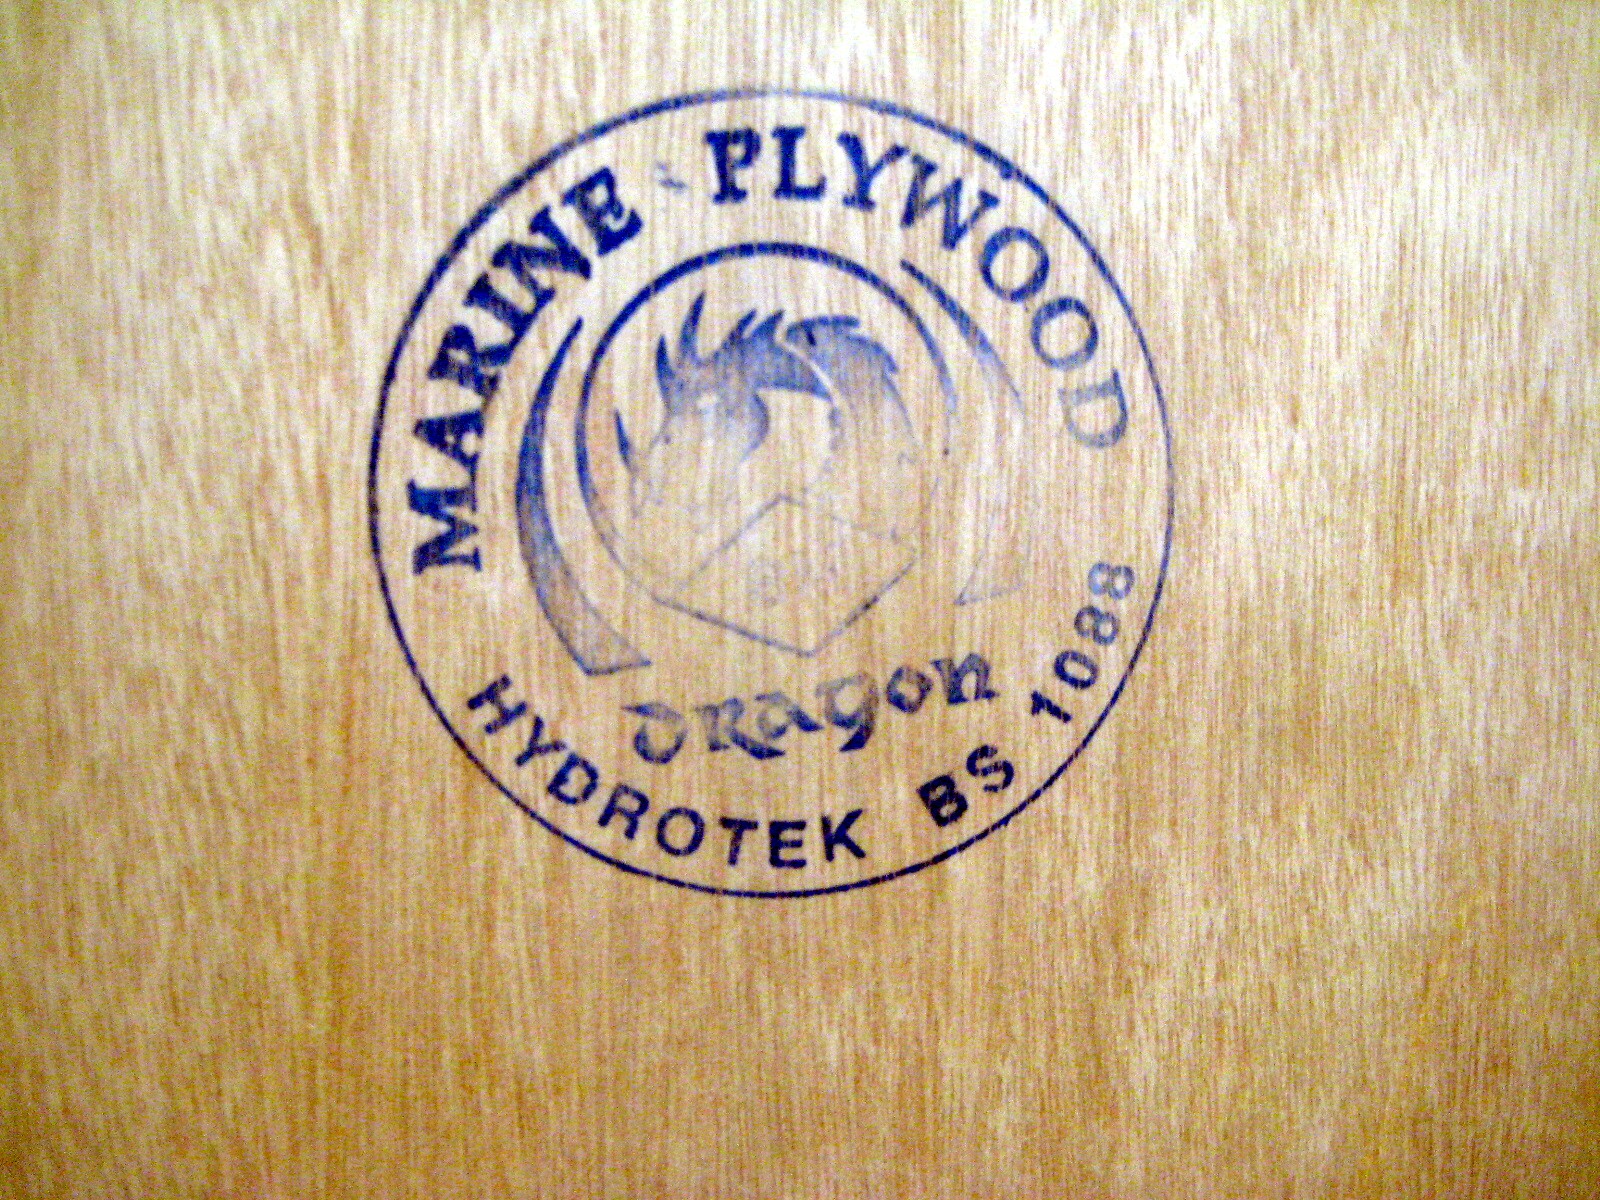 MARINE PLYWOOD
Dragon
HYDROTEK BS 1088